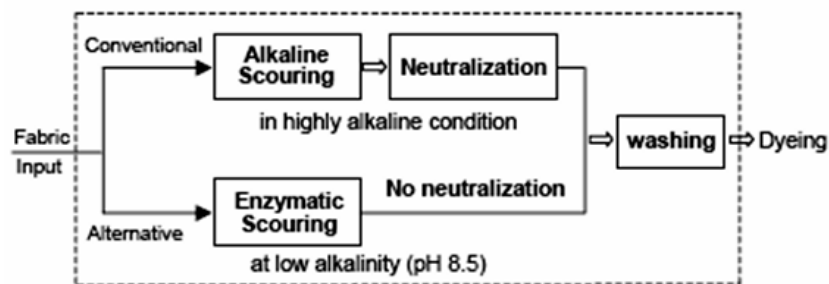 Conventional
Alkaline
Scouring
Neutralization
in highly alkaline condition
Fabric
Input
washing
Dyeing
No neutralization
Enzymatic
Scouring
Alternative
at low alkalinity (pH 8.5)